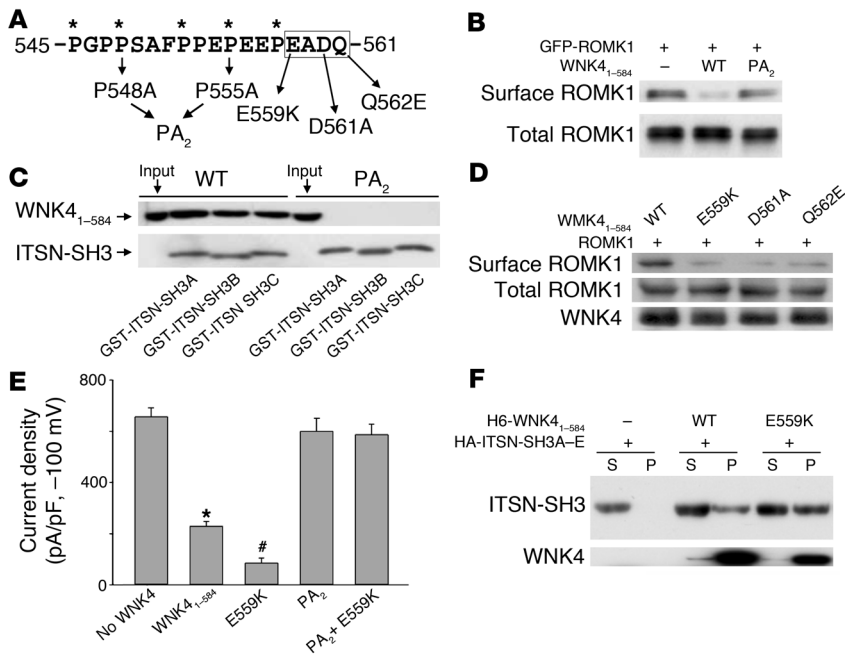 A
* * * * *
545 –PGPPSAFPPEPEEPEADQ–561
P548A P555A
PA2
E559K
D561A
Q562E
B
GFP-ROMK1 + + +
WNK41–584 – WT PA2
Surface ROMK1
Total ROMK1
C
Input WT Input PA2
WNK41–584
ITSN-SH3
GST-ITSN-SH3A
GST-ITSN-SH3B
GST-ITSN SH3C
GST-ITSN-SH3A
GST-ITSN-SH3B
GST-ITSN-SH3C
D
WMK41–584 WT E559K D561A Q562E
ROMK1 + + + +
Surface ROMK1
Total ROMK1
WNK4
E
Current density
(pA/pF, –100 mV)
800
400
0
*
#
No WNK4
WNK41–584
E559K
PA2
PA2+ E559K
F
H6-WNK41–584 – WT E559K
HA-ITSN-SH3A–E + + +
S P S P S P
ITSN-SH3
WNK4